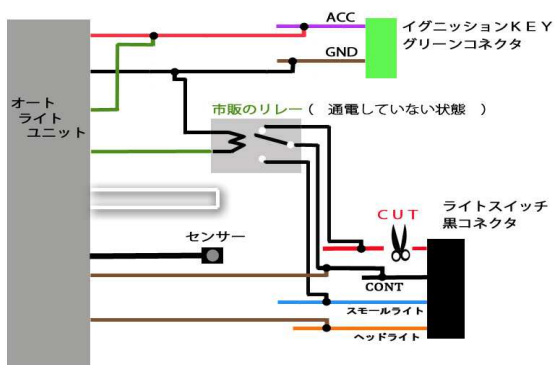 ACC
イグニッションＫＥＹ
グリーンコネクタ
GND
オート
ライト
ユニット
市販のリレー（　通電していない状態　）
ライトスイッチ
黒コネクタ
ＣＵＴ
センサー
CONT
スモールライト
ヘッドライト